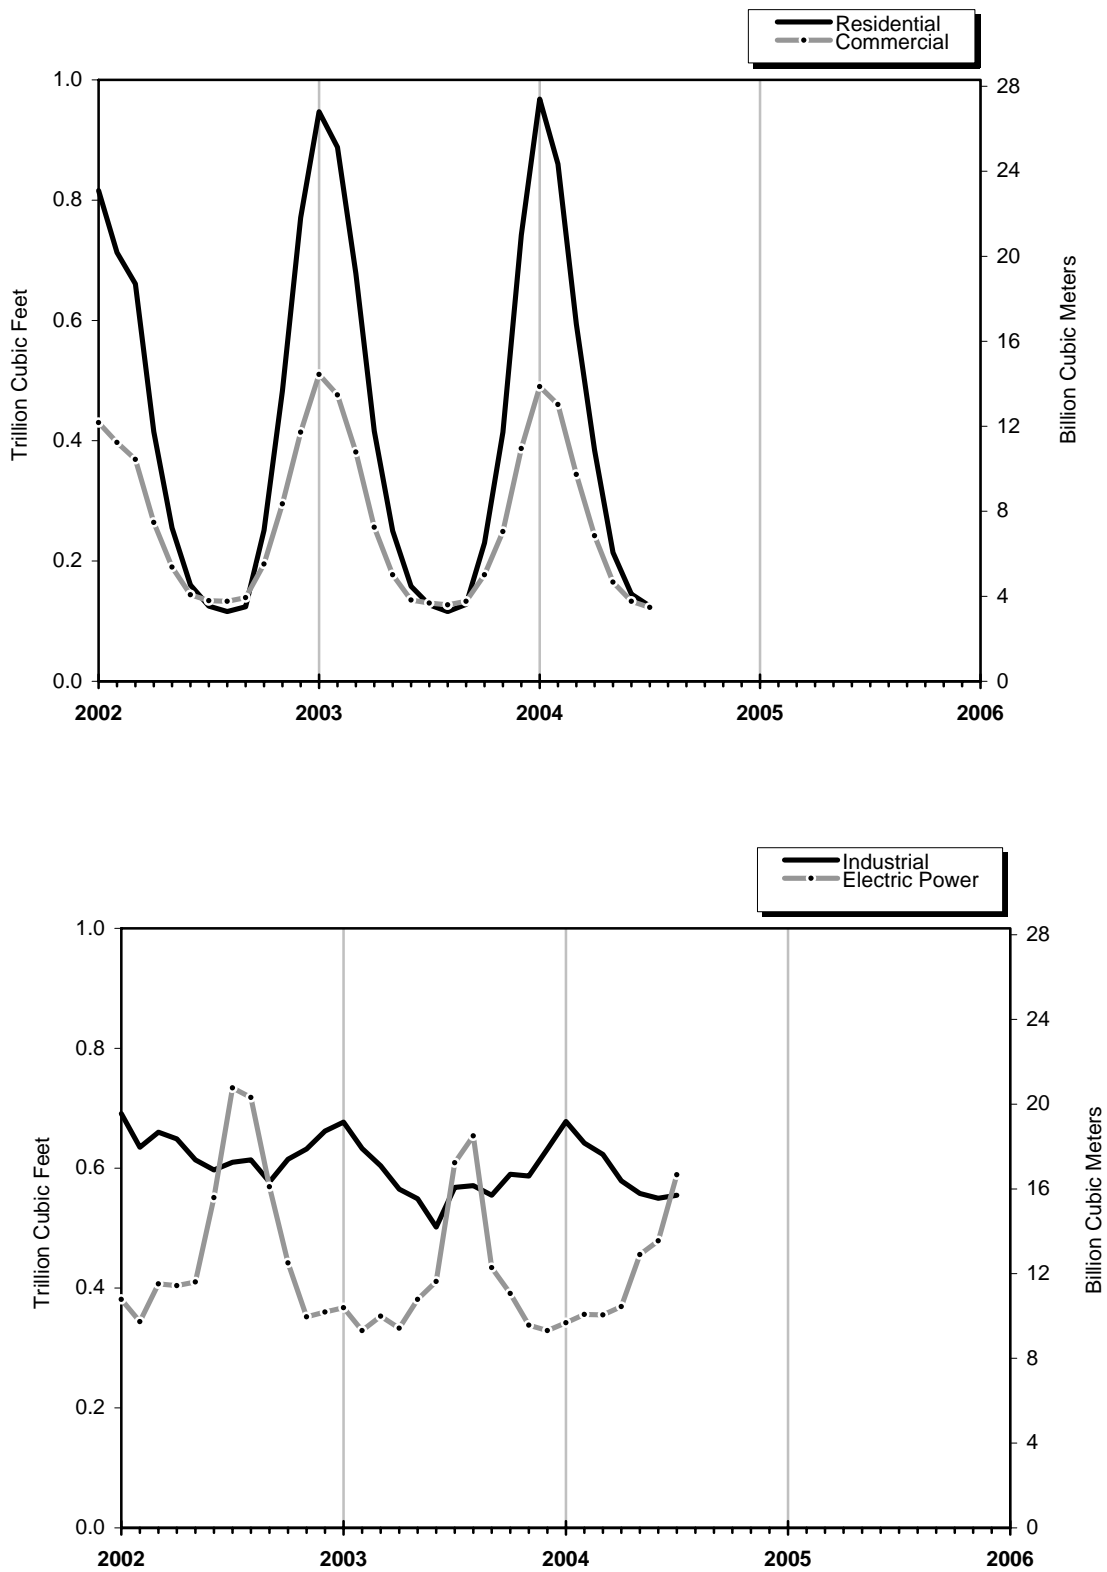 Residential
Commercial
1.0
0.8
0.6
0.4
0.2
0.0
Trillion Cubic Feet
28
24
20
16
12
8
4
0
Billion Cubic Meters
2002 2003 2004 2005 2006
Industrial
Electric Power
1.0
0.8
0.6
0.4
0.2
0.0
Trillion Cubic Feet
28
24
20
16
12
8
4
0
Billion Cubic Meters
2002 2003 2004 2005 2006